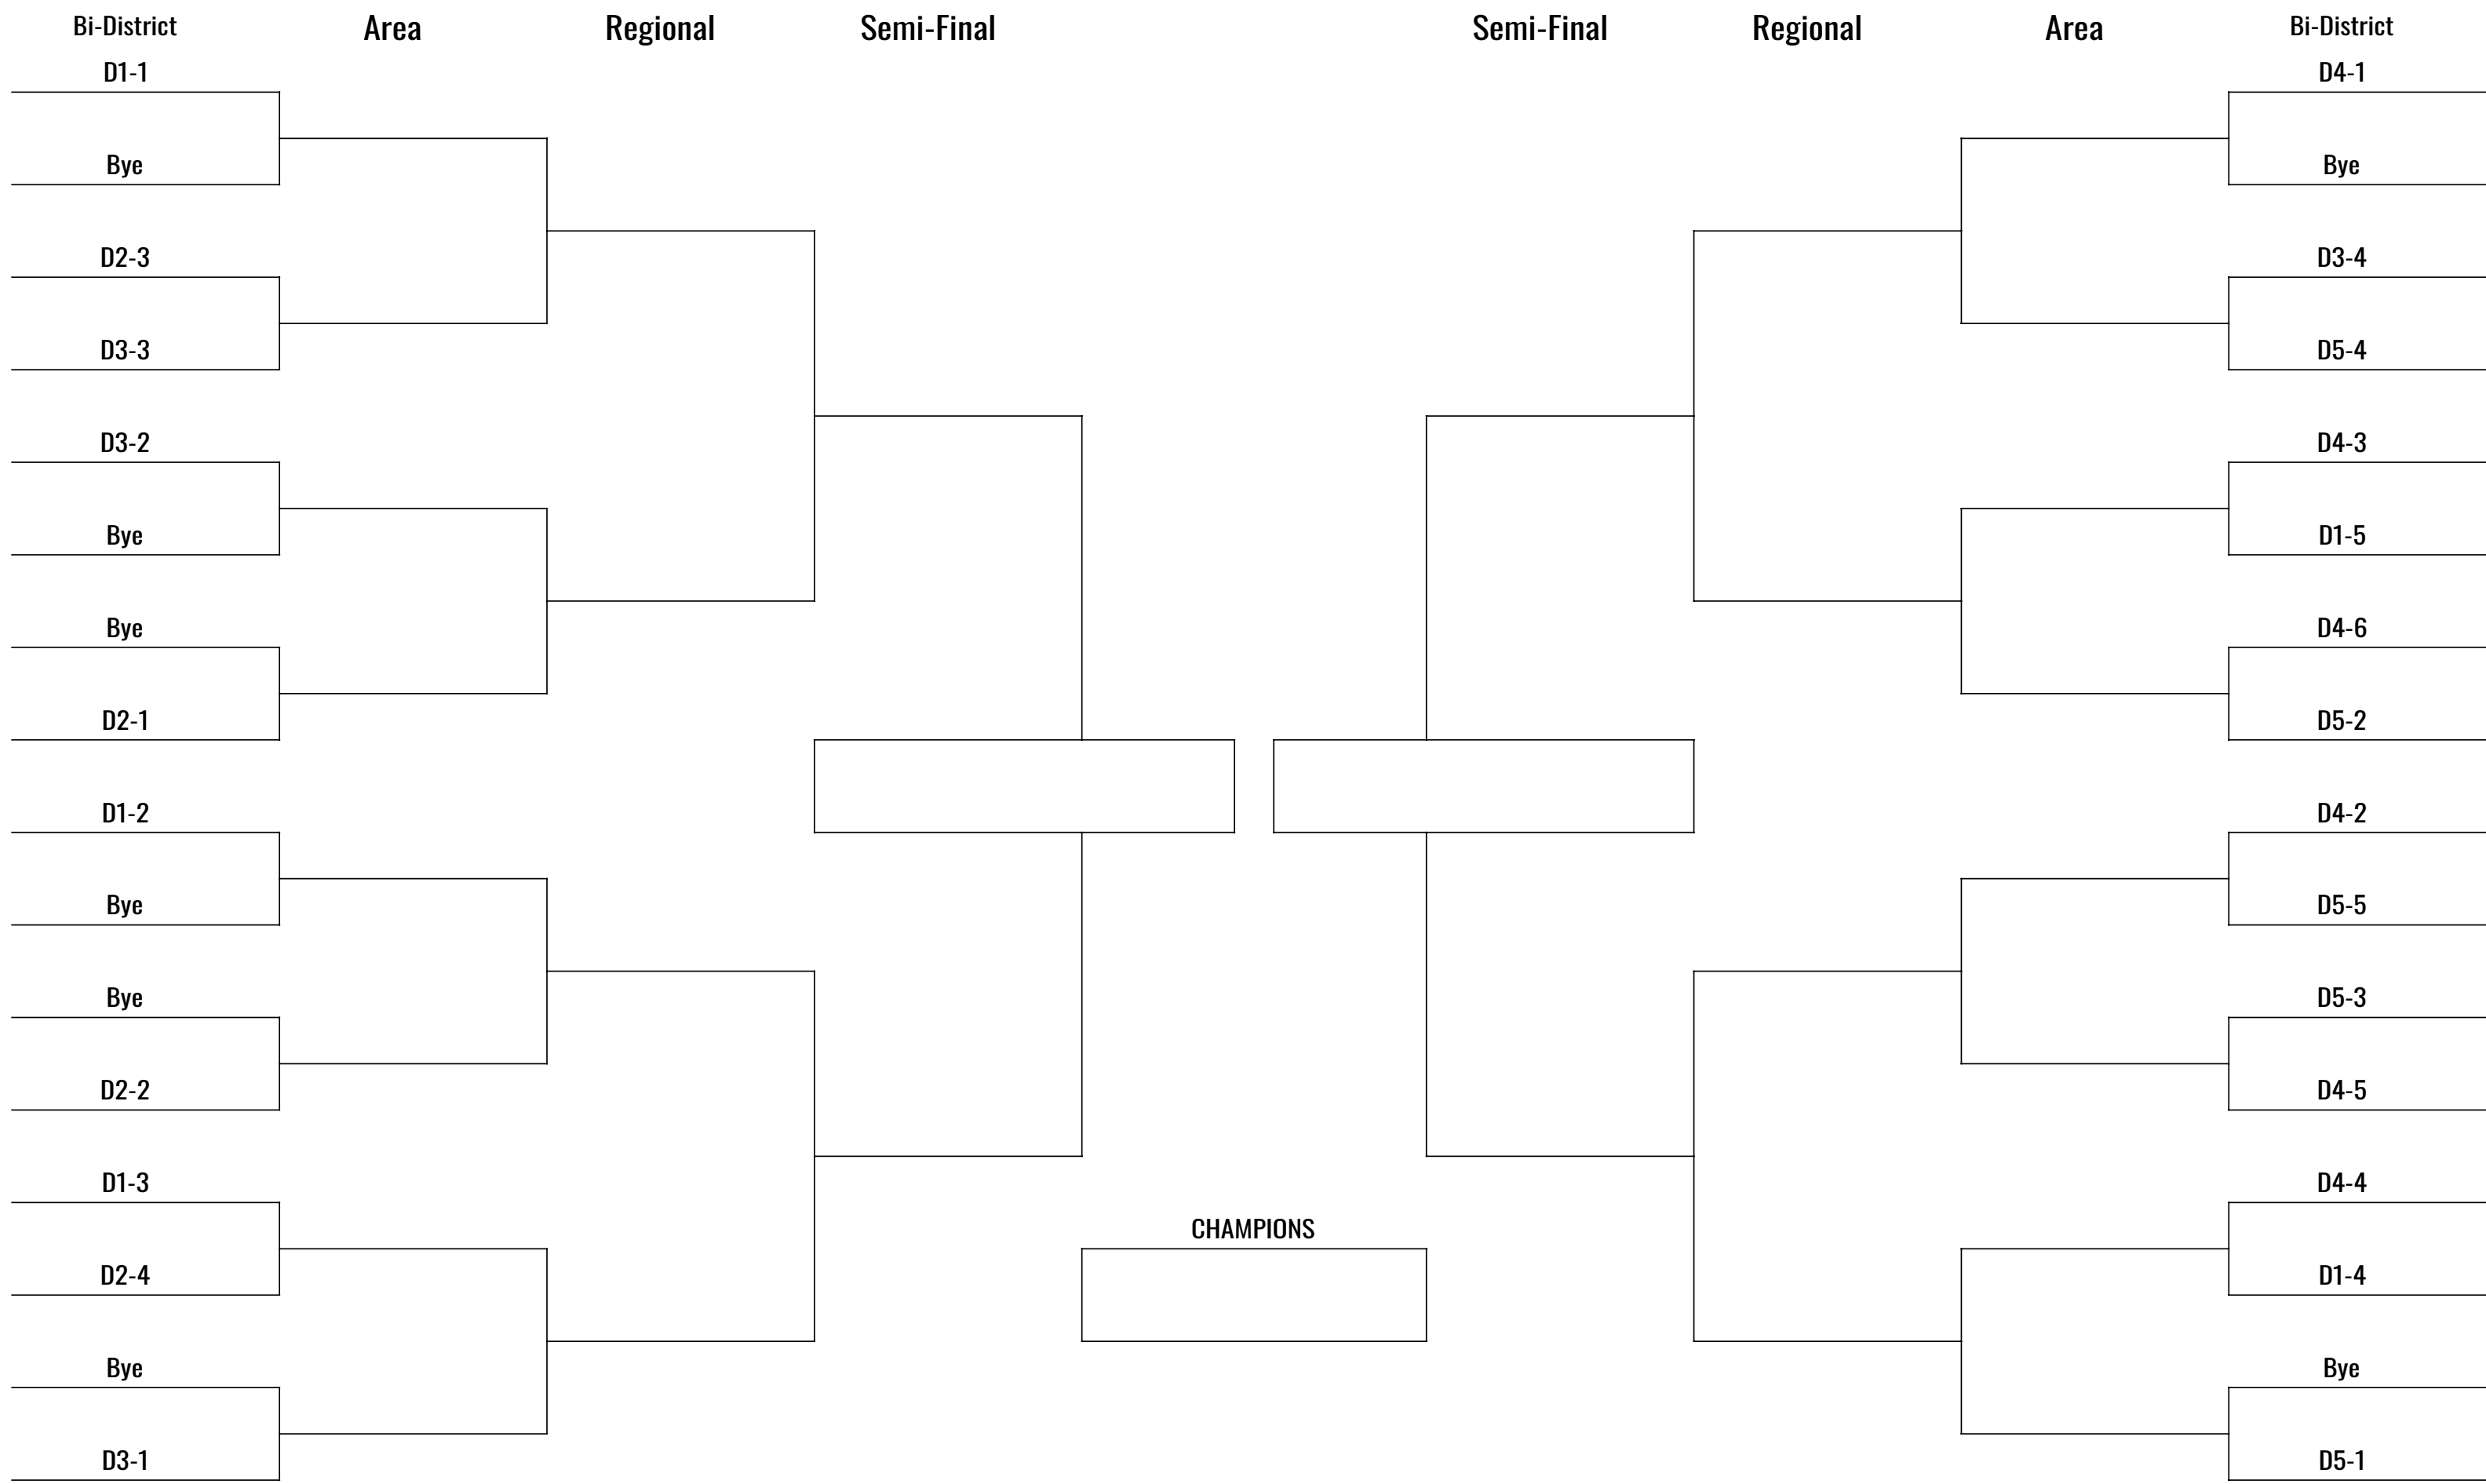 Bi-District Area Regional Semi-Final Semi-Final Regional Area Bi-District
D1-1 D4-1
Bye Bye
D2-3 D3-4
D3-3 D5-4
D3-2 D4-3
Bye D1-5
Bye D4-6
D2-1 D5-2
D1-2 D4-2
Bye D5-5
Bye D5-3
D2-2 D4-5
D1-3 D4-4
CHAMPIONS
D2-4 D1-4
Bye Bye
D3-1 D5-1